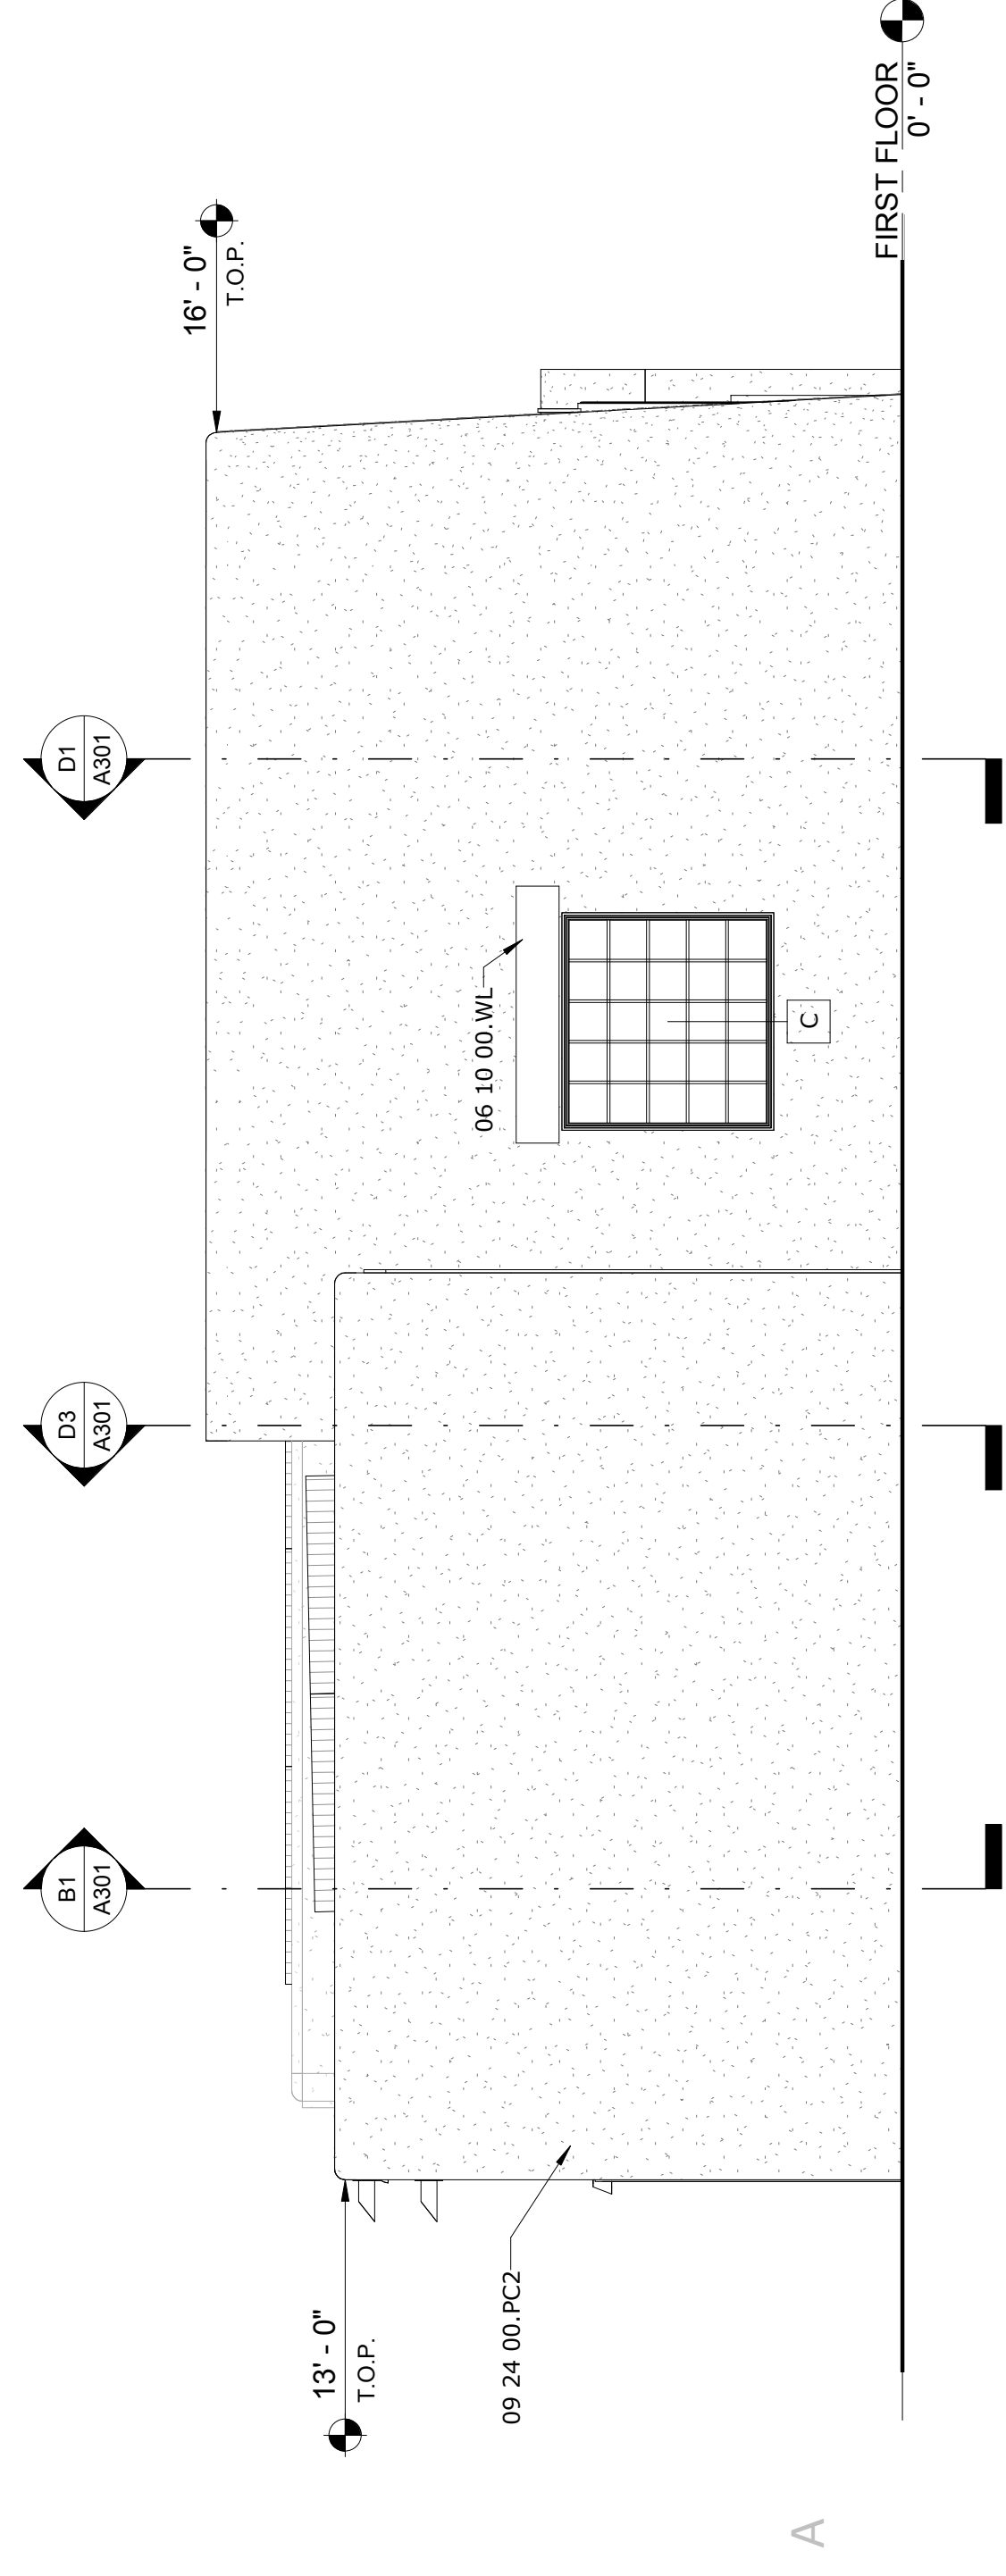 B1
A301
D3
A301
D1
A301
16' - 0"
T.O.P.
13' - 0"
T.O.P.
06 10 00.WL
09 24 00.PC2
C
FIRST FLOOR
0' - 0"
A